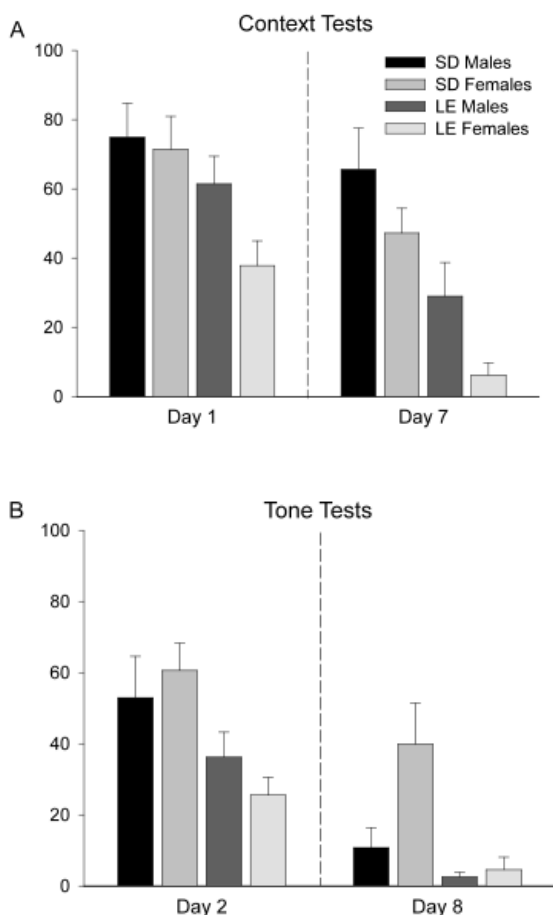 A
Context Tests
100
80
60
40
20
0
SD Males
SD Females
LE Males
LE Females
Day 1
Day 7
B
Tone Tests
100
80
60
40
20
0
Day 2
Day 8